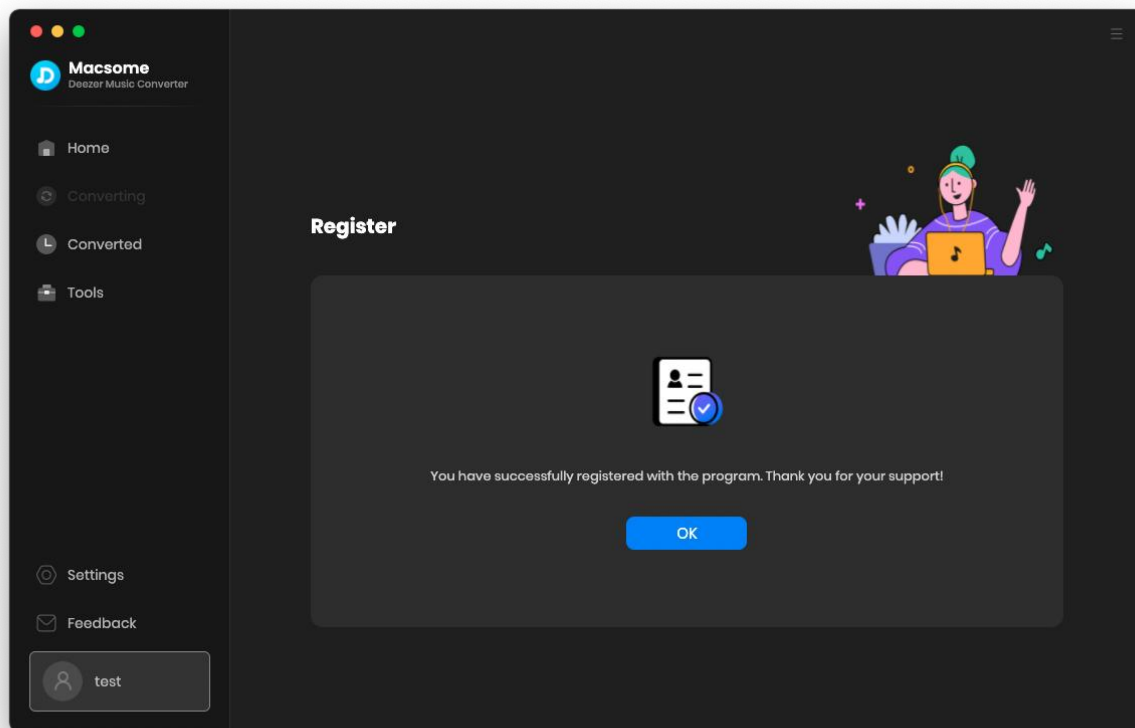 Macsome
Deezer Music Converter
Home
Converting
Converted
Tools
Settings
Feedback
test
Register
You have successfully registered with the program. Thank you for your support!
OK